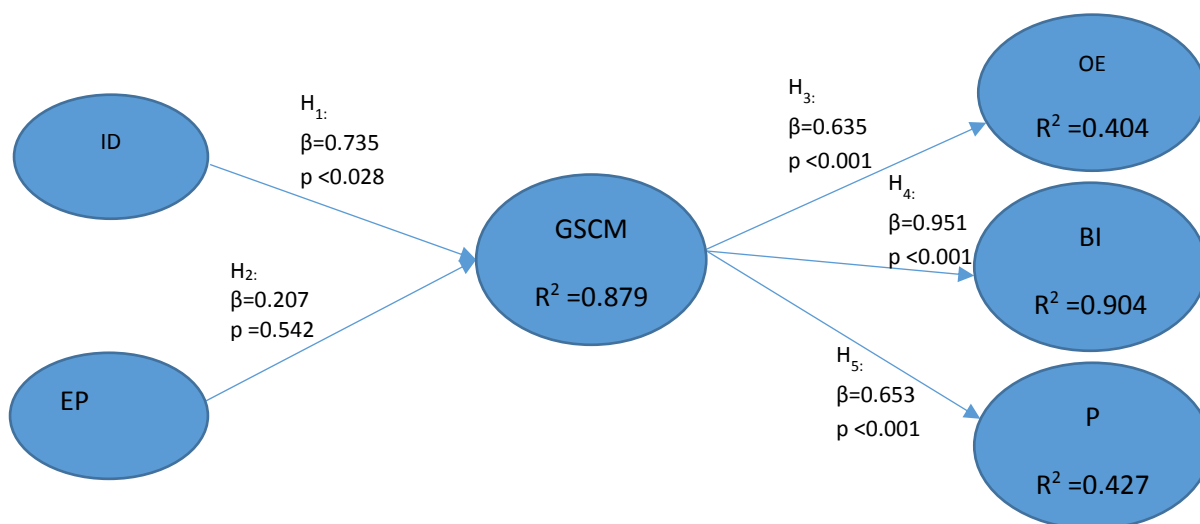 ID
H1:
β=0.735
p <0.028
EP
H2:
β=0.207
p =0.542
GSCM
R² =0.879
H3:
β=0.635
p <0.001
H4:
β=0.951
p <0.001
H5:
β=0.653
p <0.001
OE
R² =0.404
BI
R² =0.904
P
R² =0.427